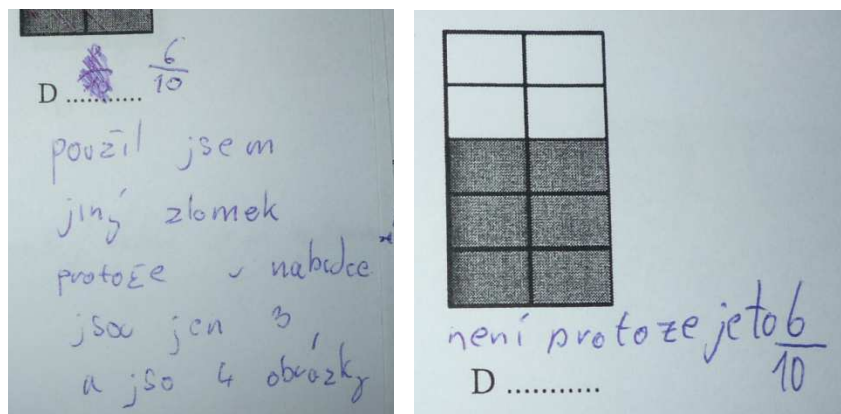 D ........... 6/10
použil jsem
jiný zlomek
protože v nabídce
jsou jen 3
a jso 4 obrázky
není protože je to 6/10
D ...........